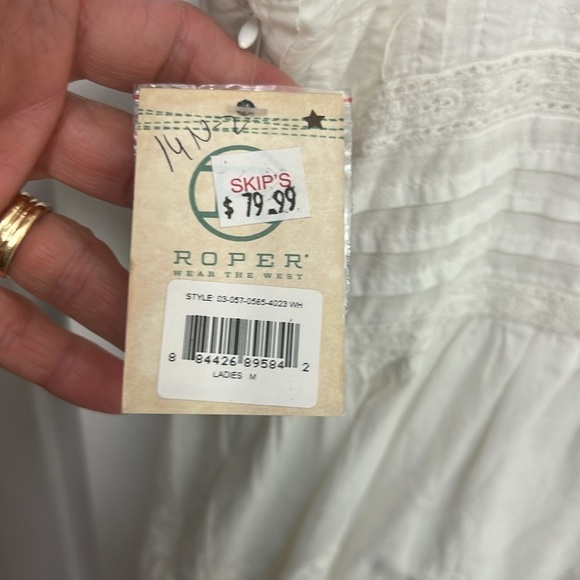 14 N-V
SKIP'S
$ 79.99
ROPER
WEAR THE WEST
STYLE: 03-057-0565-4023 WH
8 84426 89584 2
LADIES M